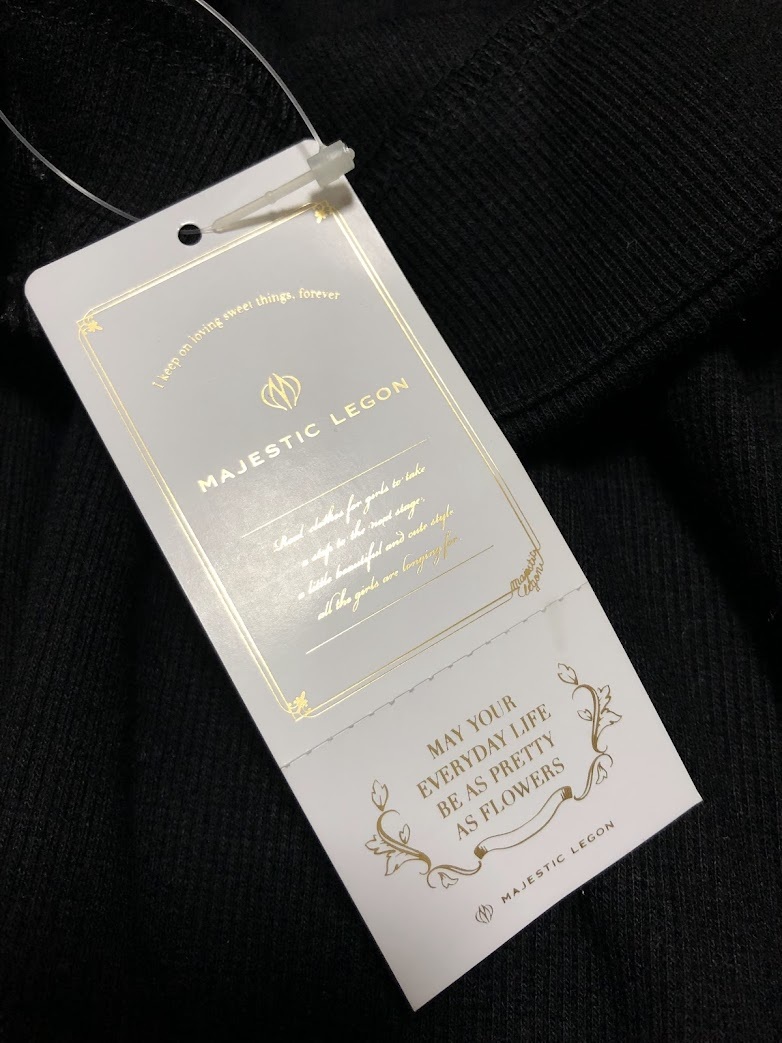 I keep on loving sweet things, forever
MAJESTIC LEGON
Real clothes for girls to take
a step to the next stage.
a little beautiful and cute style
all the girls are longing for.
majestic
legon
MAY YOUR
EVERYDAY LIFE
BE AS PRETTY
AS FLOWERS
MAJESTIC LEGON